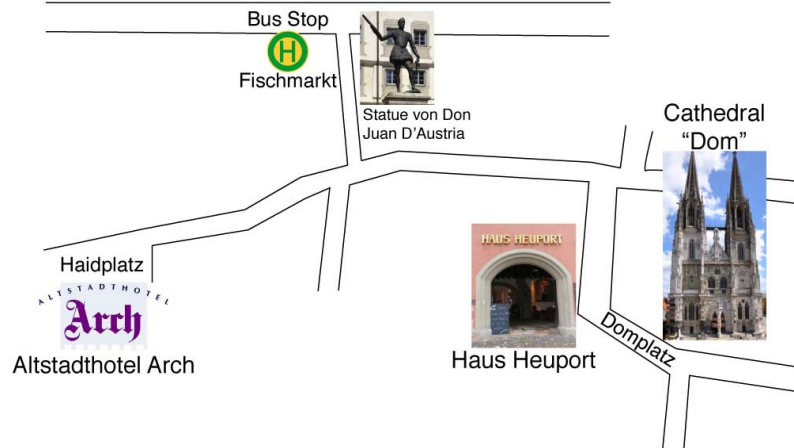 Bus Stop
H
Fischmarkt
Statue von Don
Juan D'Austria
Cathedral
“Dom”
HAUS HEUPORT
Haidplatz
ALTSTADTHOTEL
Arch
Altstadthotel Arch
Haus Heuport
Domplatz